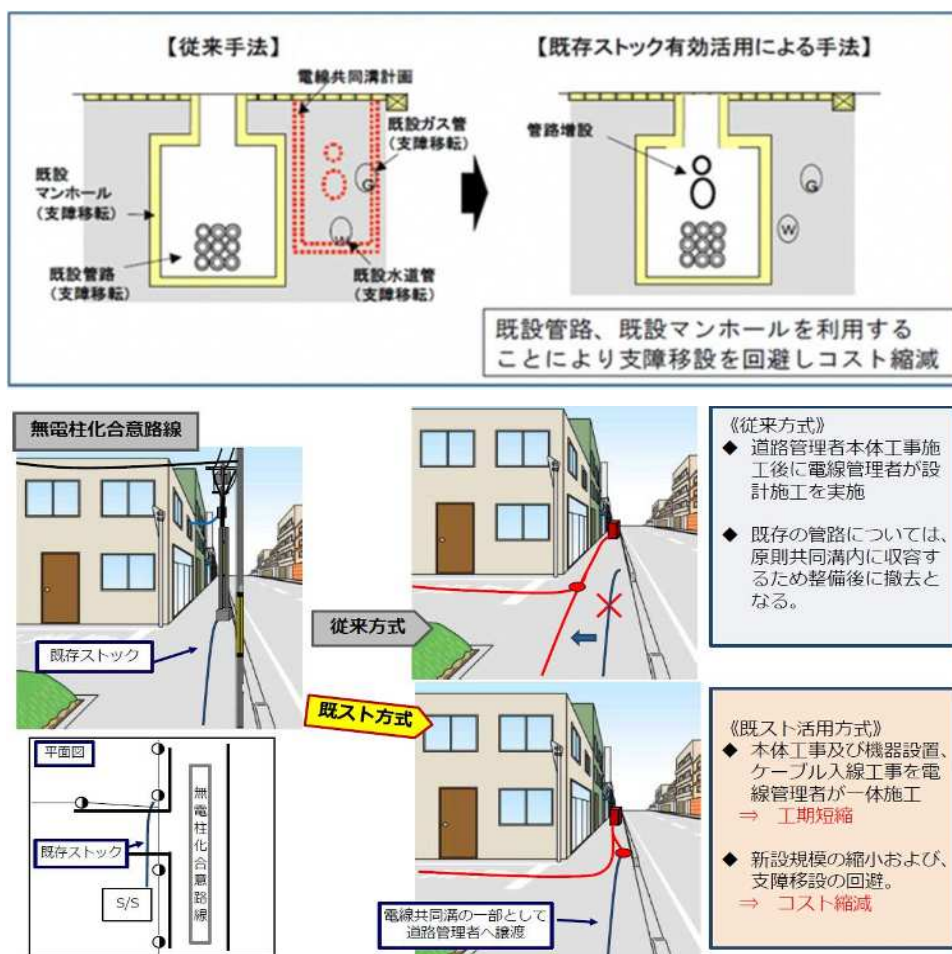 【従来手法】
電線共同溝計画
既設ガス管
(支障移転)
既設
マンホール
(支障移転)
既設管路
(支障移転)
既設水道管
(支障移転)
G
W
【既存ストック有効活用による手法】
管路増設
G
W
既設管路、既設マンホールを利用する
ことにより支障移設を回避しコスト縮減
無電柱化合意路線
既存ストック
従来方式
《従来方式》
◆ 道路管理者本体工事施
工後に電線管理者が設
計施工を実施
◆ 既存の管路については、
原則共同溝内に収容す
るため整備後に撤去と
なる。
既スト方式
平面図
既存ストック
S/S
無電柱化合意路線
電線共同溝の一部として
道路管理者へ譲渡
《既スト活用方式》
◆ 本体工事及び機器設置、
ケーブル入線工事を電
線管理者が一体施工
⇒ 工期短縮
◆ 新設規模の縮小および、
支障移設の回避。
⇒ コスト縮減